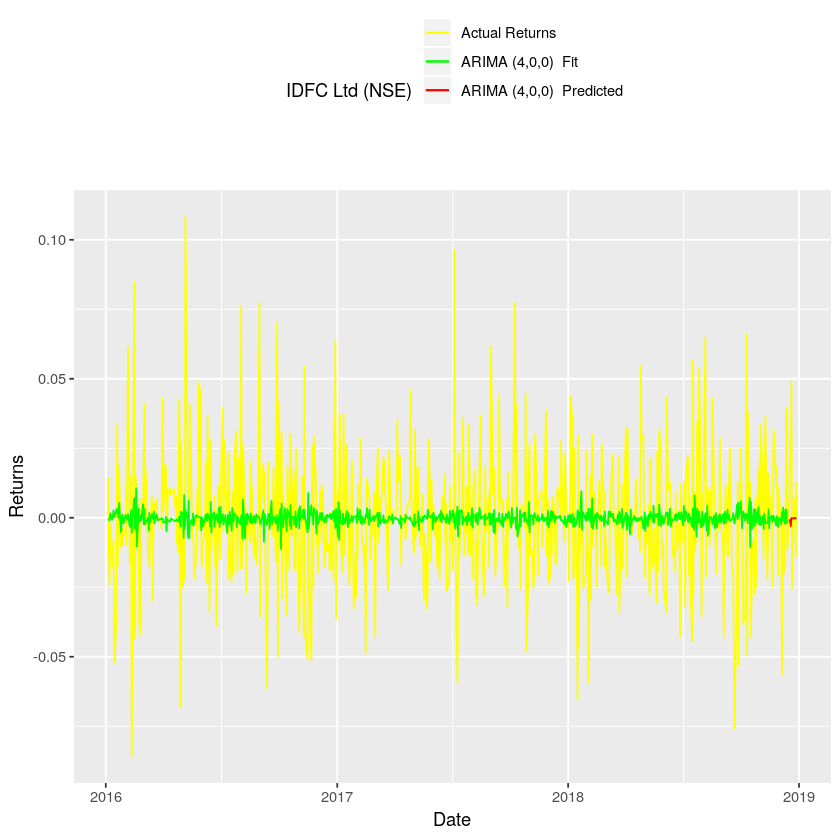 Actual Returns
ARIMA (4,0,0)  Fit
IDFC Ltd (NSE)
ARIMA (4,0,0)  Predicted
0.10
0.05
0.00
-0.05
Returns
2016
2017
2018
2019
Date